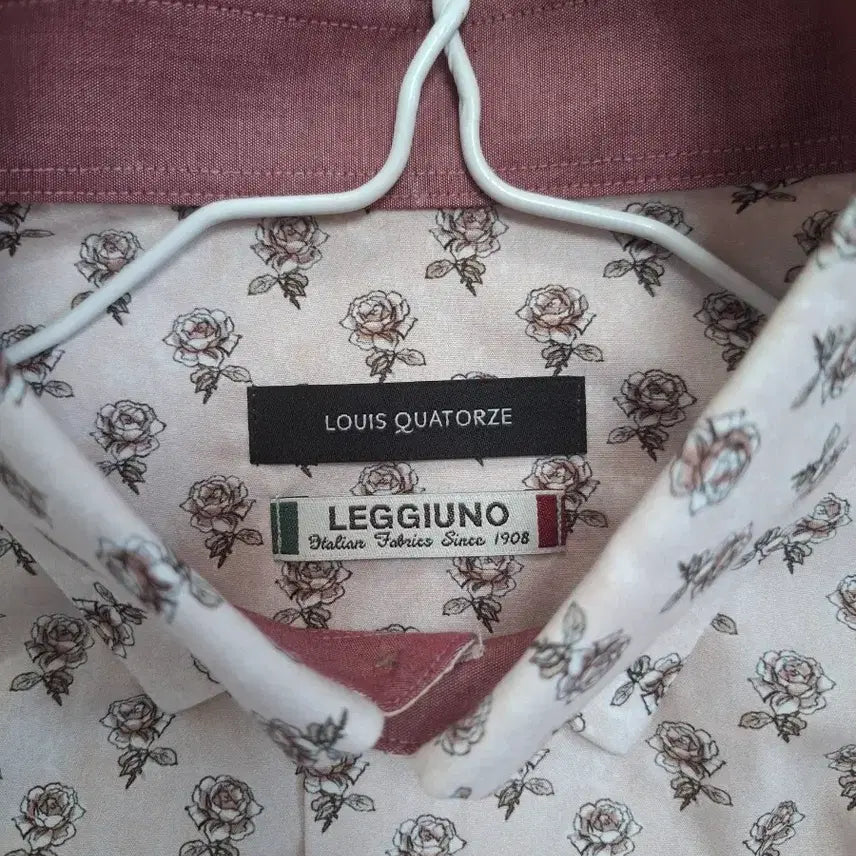 LOUIS QUATORZE
LEGGIUNO
Italian Fabrics Since 1908